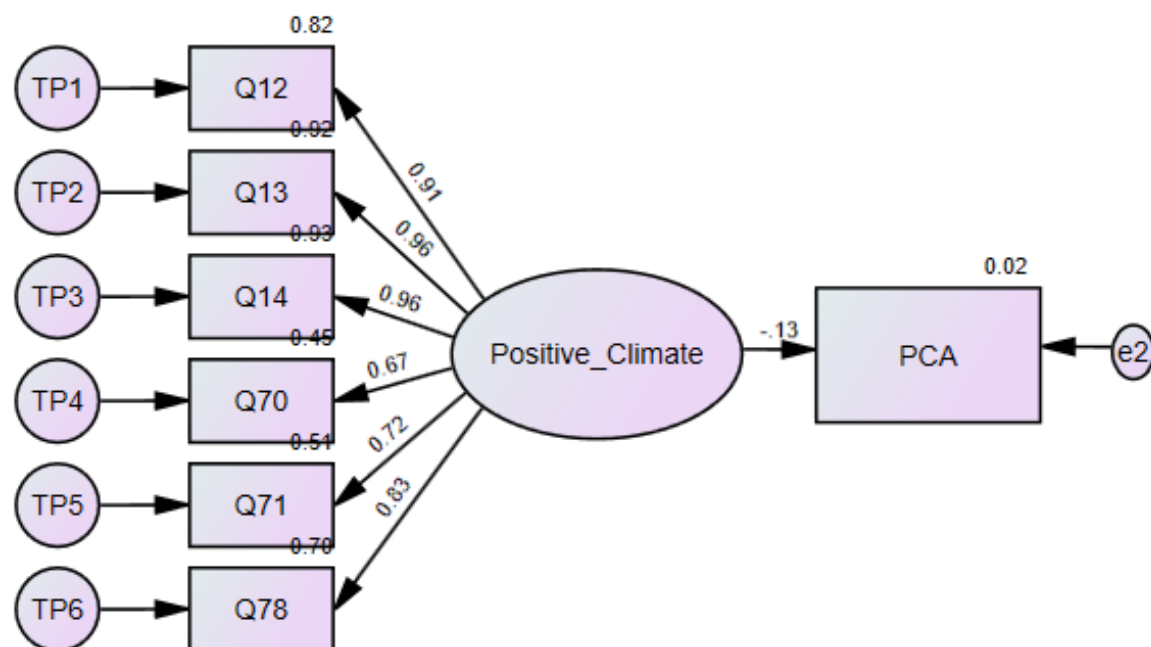 0.82
TP1
Q12
0.92
TP2
Q13
0.93
TP3
Q14
0.45
TP4
Q70
0.51
TP5
Q71
0.70
TP6
Q78
0.91
0.96
0.96
0.67
0.72
0.83
Positive_Climate
-.13
0.02
PCA
e2